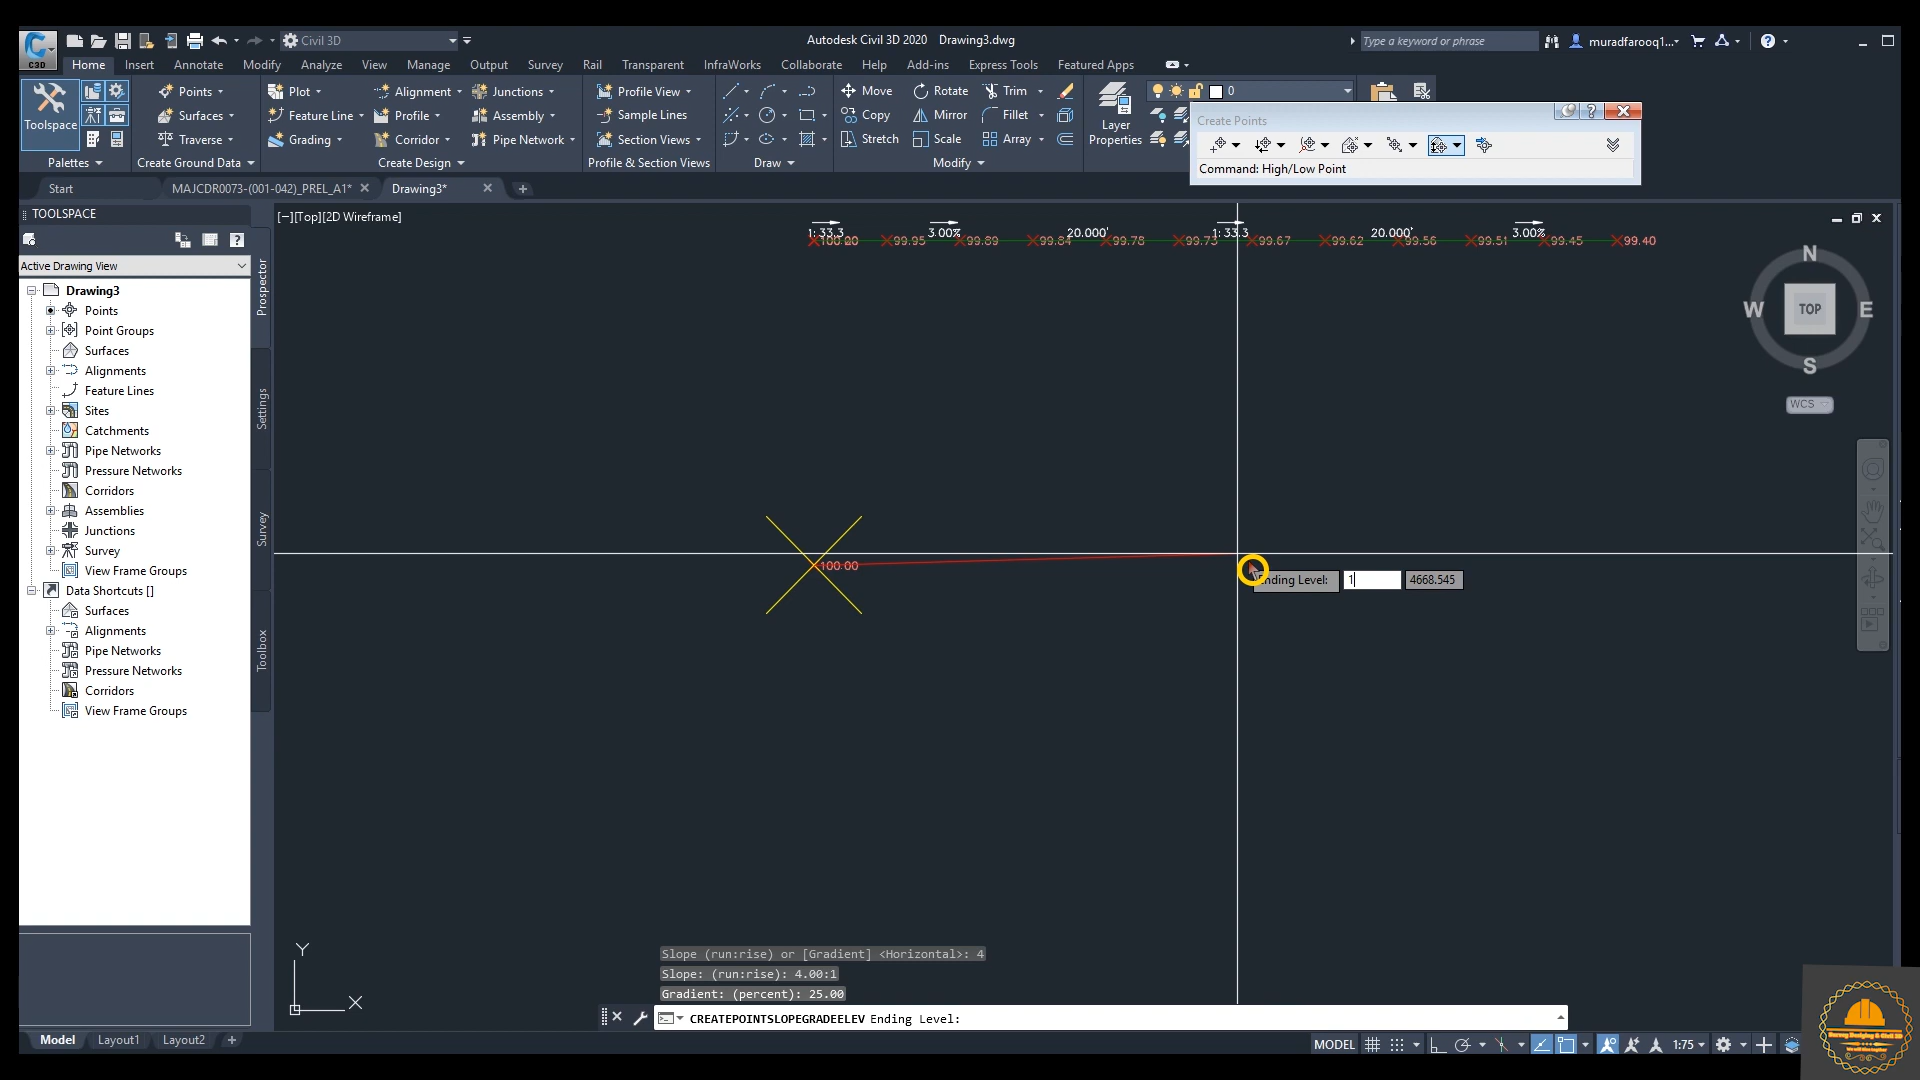 Civil 3D
Autodesk Civil 3D 2020 Drawing3.dwg
Type a keyword or phrase
muradfarooq1...
C3D
Home Insert Annotate Modify Analyze View Manage Output Survey Rail Transparent InfraWorks Collaborate Help Add-ins Express Tools Featured Apps
Toolspace
Points
Surfaces
Traverse
Plot
Feature Line
Grading
Alignment
Profile
Corridor
Junctions
Assembly
Pipe Network
Profile View
Sample Lines
Section Views
Move
Copy
Stretch
Rotate
Mirror
Scale
Trim
Fillet
Array
Layer
Properties
0
Palettes
Create Ground Data
Create Design
Profile & Section Views
Draw
Modify
Create Points
Command: High/Low Point
Start MAJCDR0073-(001-042)_PREL_A1* Drawing3*
TOOLSPACE
Active Drawing View
Drawing3
Points
Point Groups
Surfaces
Alignments
Feature Lines
Sites
Catchments
Pipe Networks
Pressure Networks
Corridors
Assemblies
Junctions
Survey
View Frame Groups
Data Shortcuts []
Surfaces
Alignments
Pipe Networks
Pressure Networks
Corridors
View Frame Groups
Prospector
Settings
Survey
Toolbox
[−][Top][2D Wireframe]
1: 33.3 3.00% 20.000' 1: 33.3 20.000' 3.00%
100.00 99.95 99.89 99.84 99.78 99.73 99.67 99.62 99.56 99.51 99.45 99.40
N
W TOP E
S
WCS
100.00
Ending Level: 1 4668.545
Y
X
Slope (run:rise) or [Gradient] <Horizontal>: 4
Slope: (run:rise): 4.00:1
Gradient: (percent): 25.00
CREATEPOINTSLOPEGRADEELEV Ending Level:
Model Layout1 Layout2
MODEL 1:75